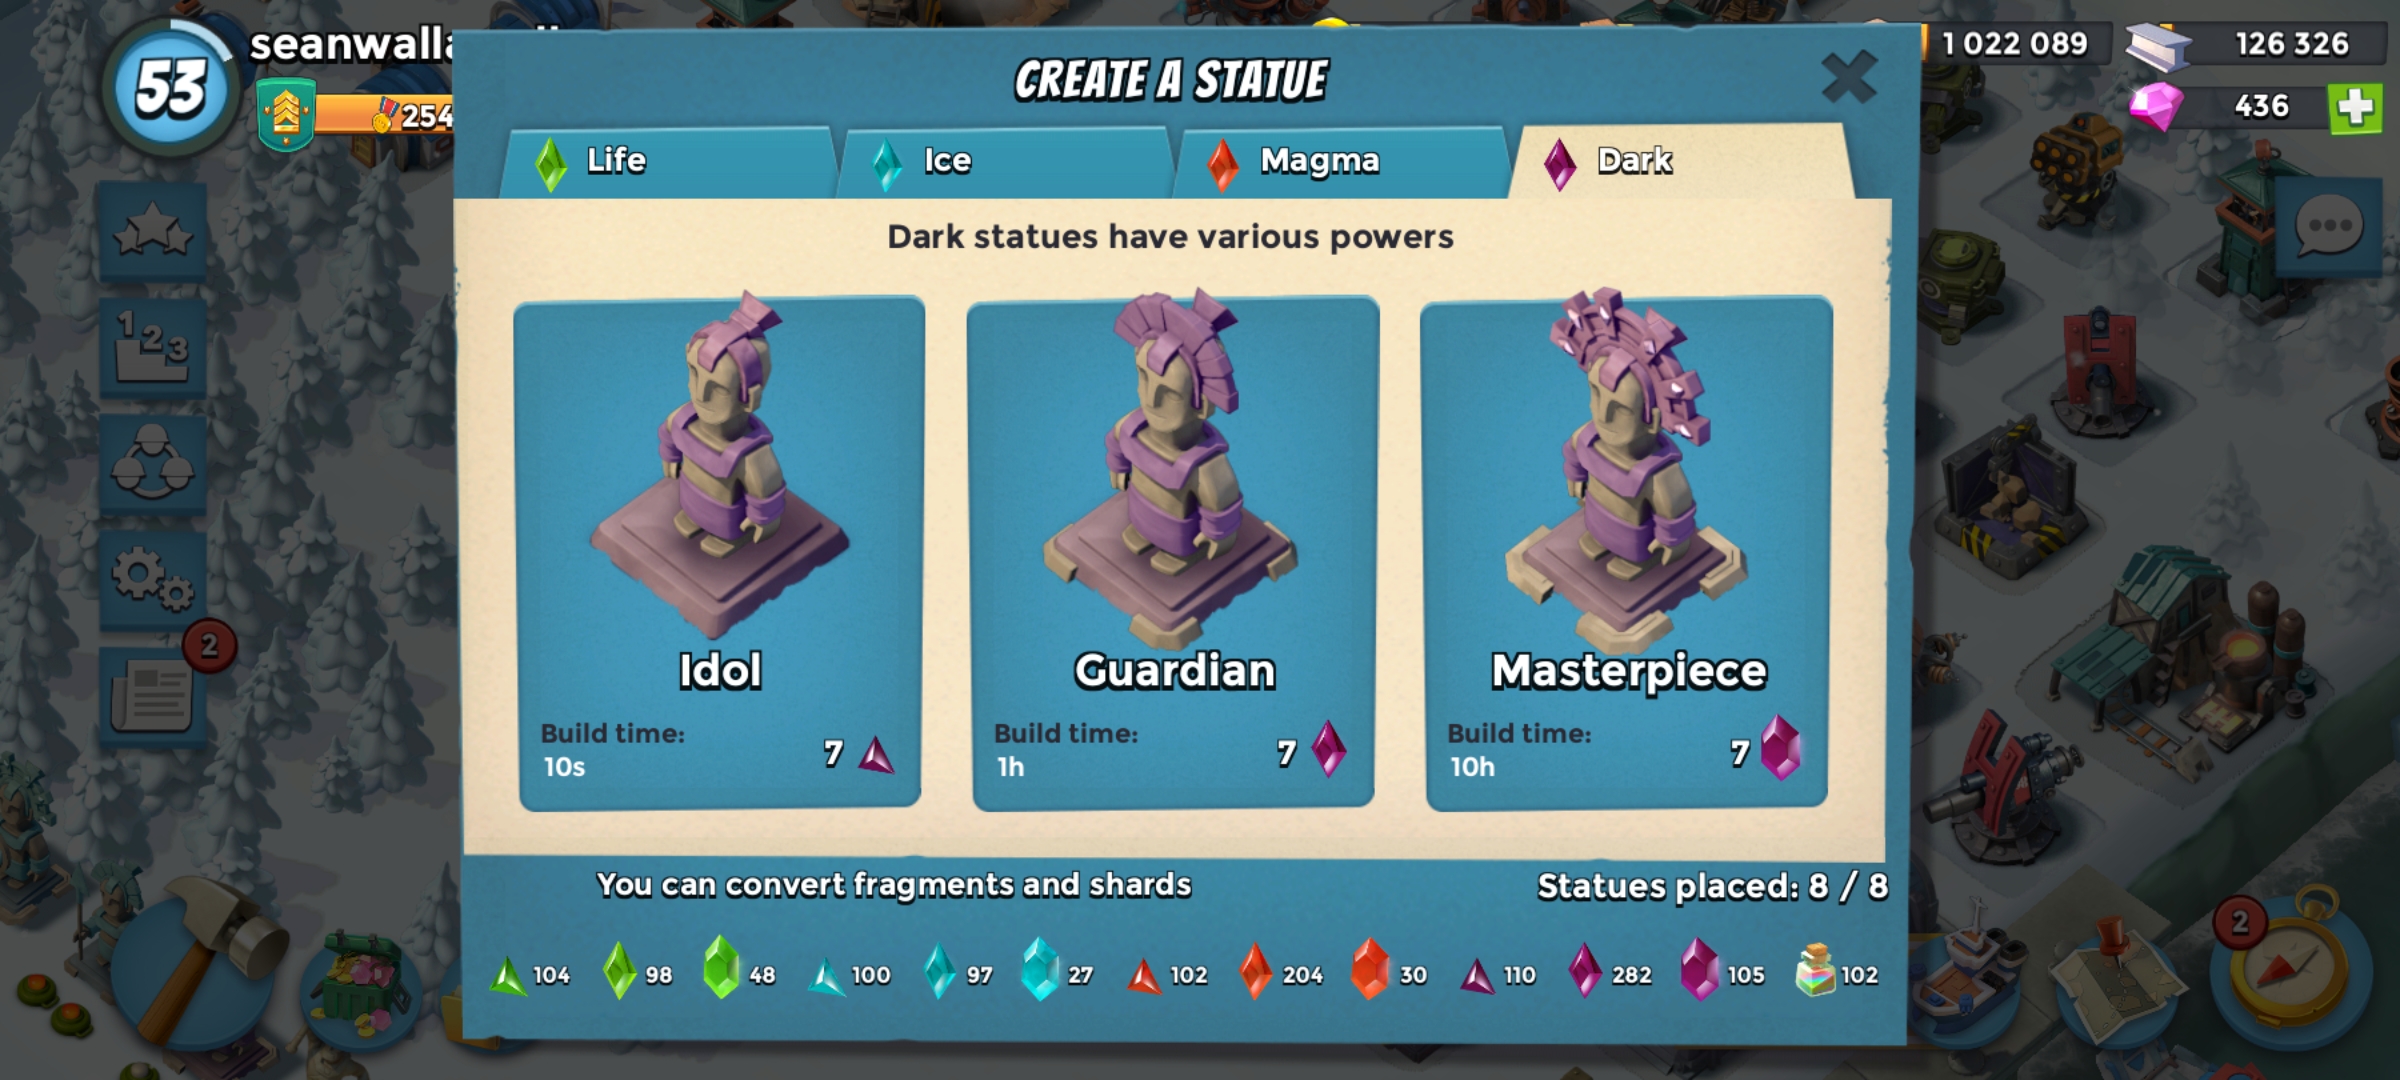 53
254
1 022 089
126 326
436
CREATE A STATUE
Life
Ice
Magma
Dark
Dark statues have various powers
1 2 3
2
Idol
Build time:
10s
7
Guardian
Build time:
1h
7
Masterpiece
Build time:
10h
7
You can convert fragments and shards
Statues placed: 8 / 8
104
98
48
100
97
27
102
204
30
110
282
105
102
2